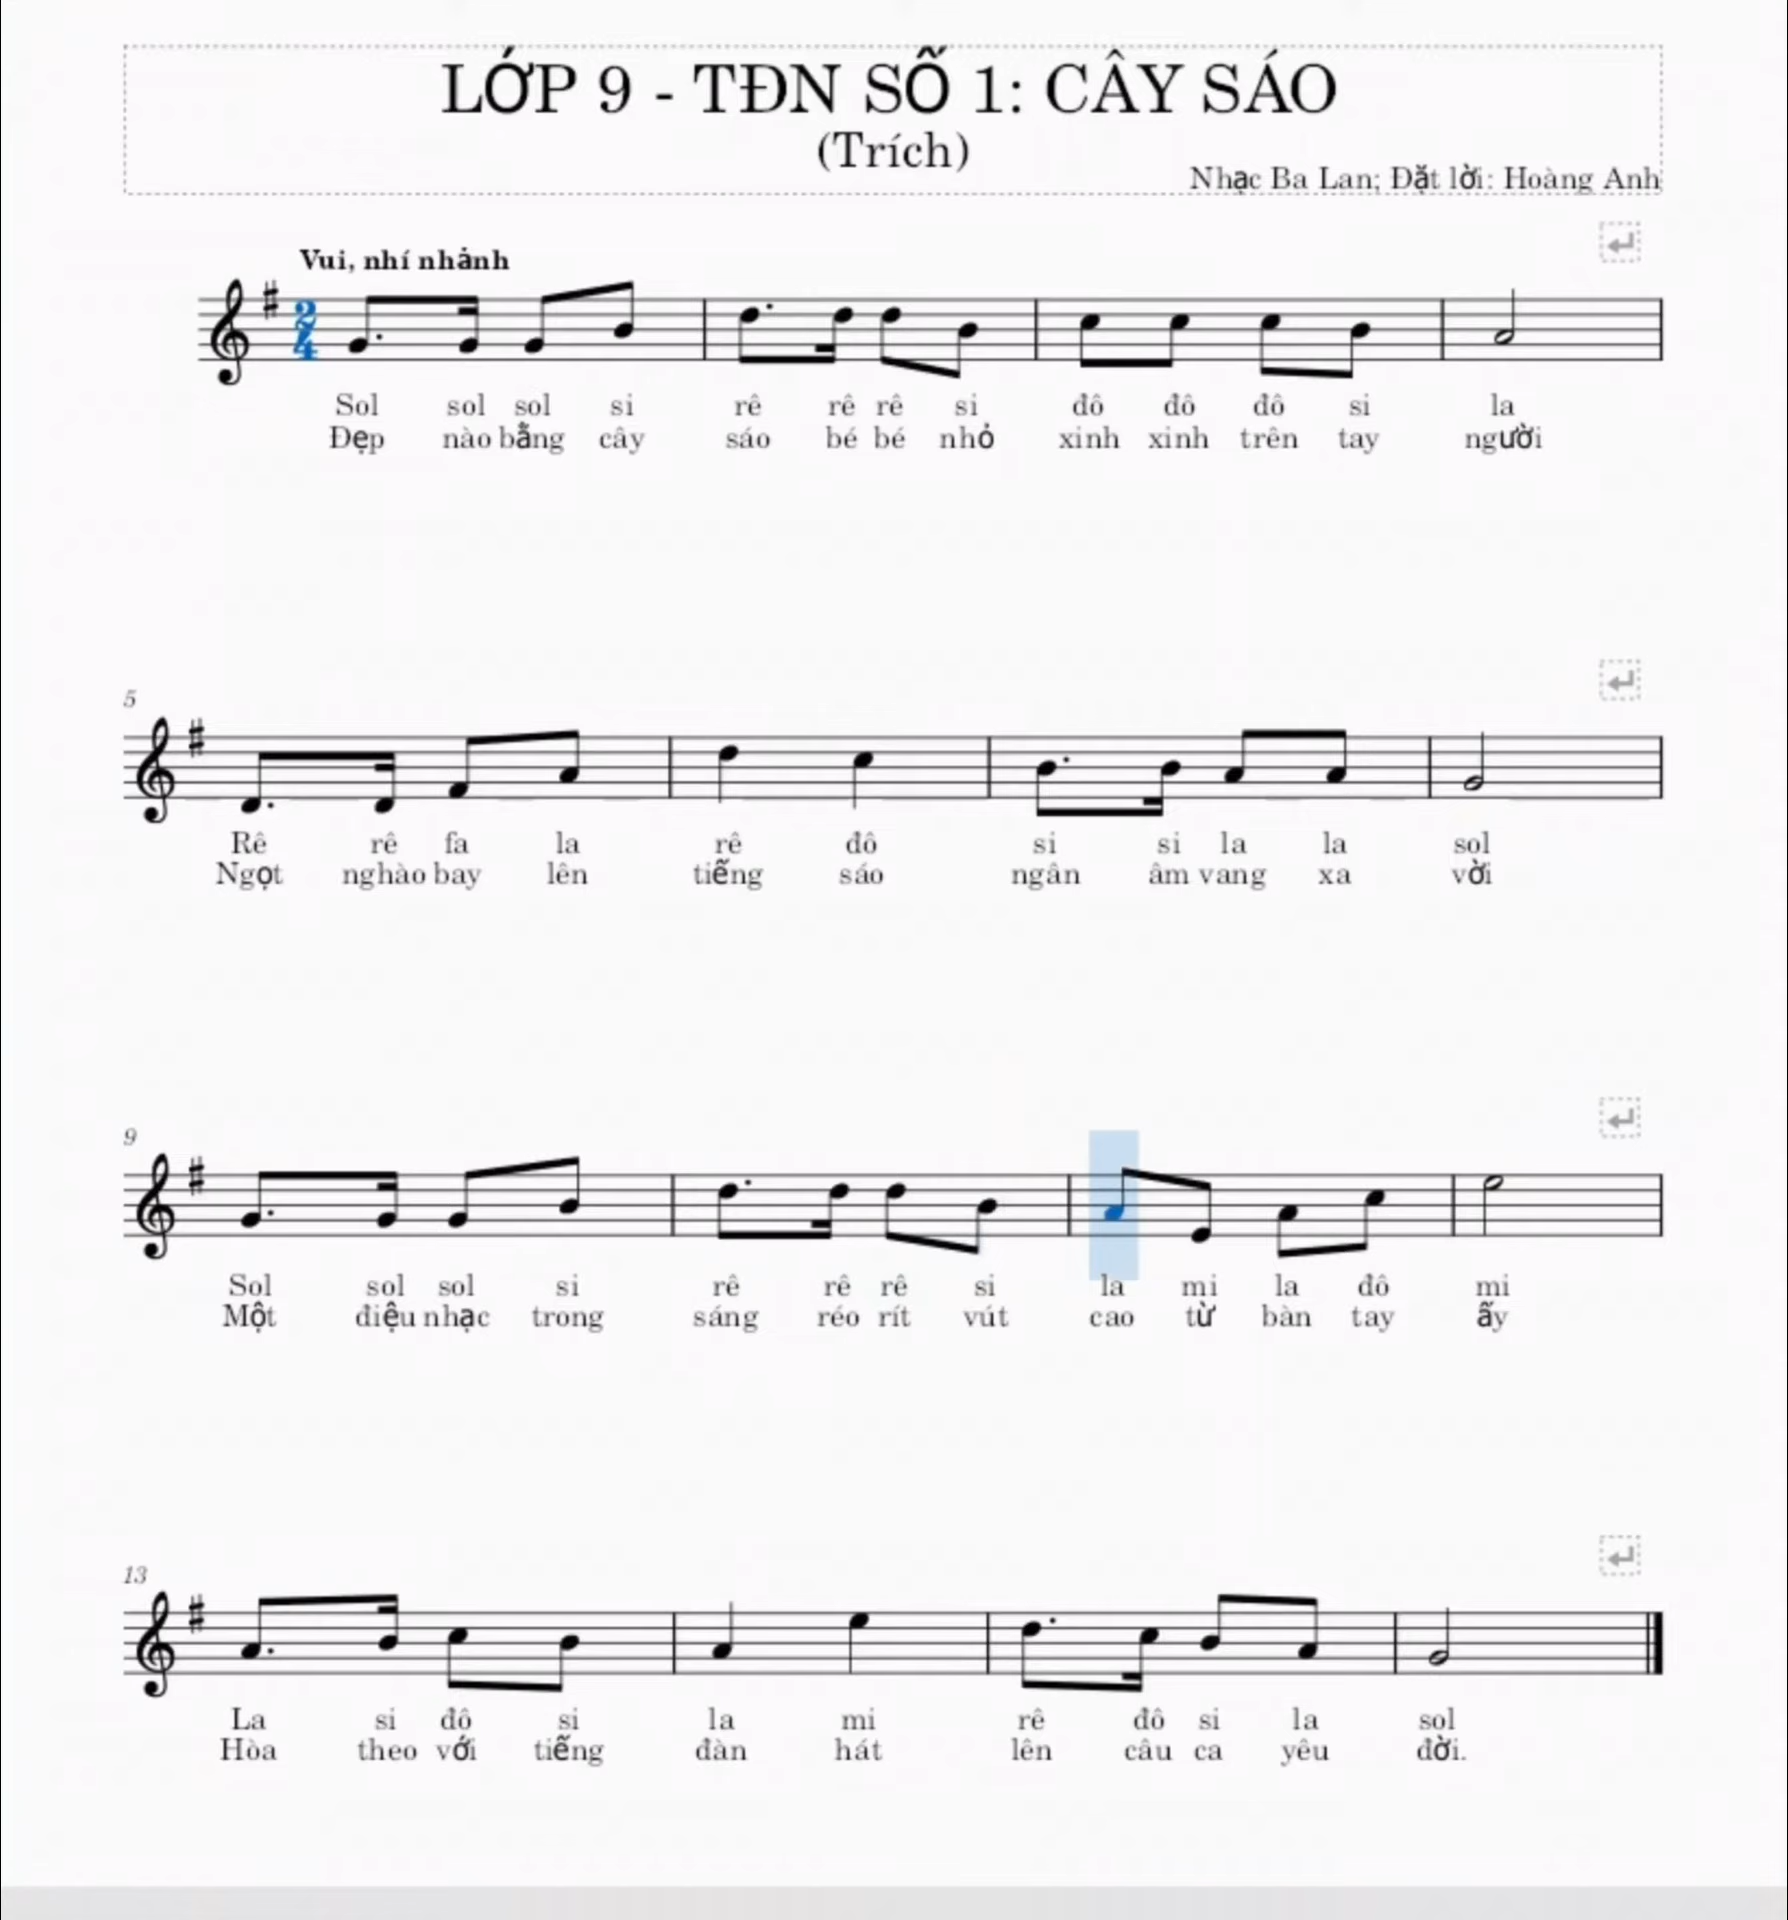 LỚP 9 - TĐN SỐ 1: CÂY SÁO
(Trích)
Nhạc Ba Lan; Đặt lời: Hoàng Anh
Vui, nhí nhảnh
2
4
Sol sol sol si rê rê rê si đô đô đô si la
Đẹp nào bằng cây sáo bé bé nhỏ xinh xinh trên tay người
5
Rê rê fa la rê đô si si la la sol
Ngọt nghào bay lên tiếng sáo ngân âm vang xa vời
9
Sol sol sol si rê rê rê si la mi la đô mi
Một điệu nhạc trong sáng réo rít vút cao từ bàn tay ấy
13
La si đô si la mi rê đô si la sol
Hòa theo với tiếng đàn hát lên câu ca yêu đời.